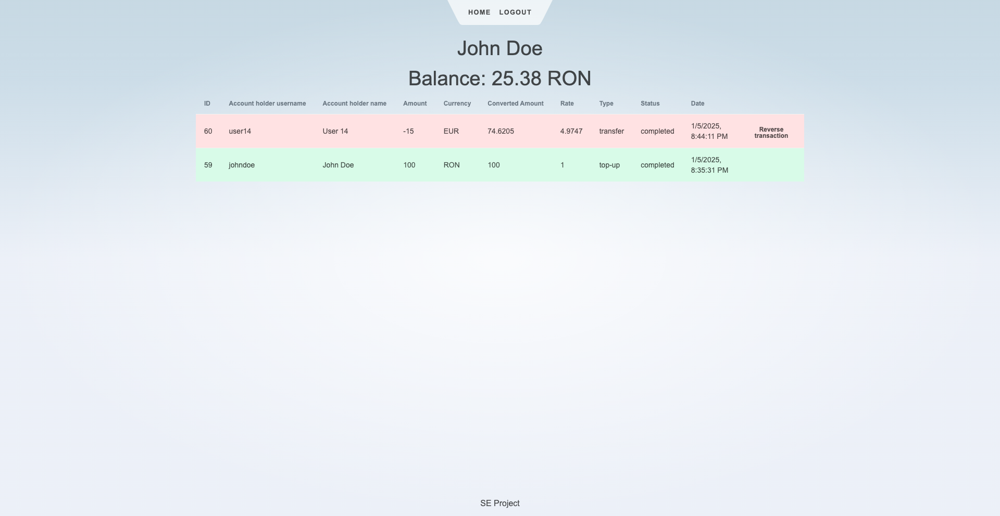 HOME LOGOUT
John Doe
Balance: 25.38 RON
ID Account holder username Account holder name Amount Currency Converted Amount Rate Type Status Date
60 user14 User 14 -15 EUR 74.6205 4.9747 transfer completed 1/5/2025, 8:44:11 PM Reverse transaction
59 johndoe John Doe 100 RON 100 1 top-up completed 1/5/2025, 8:35:31 PM
SE Project